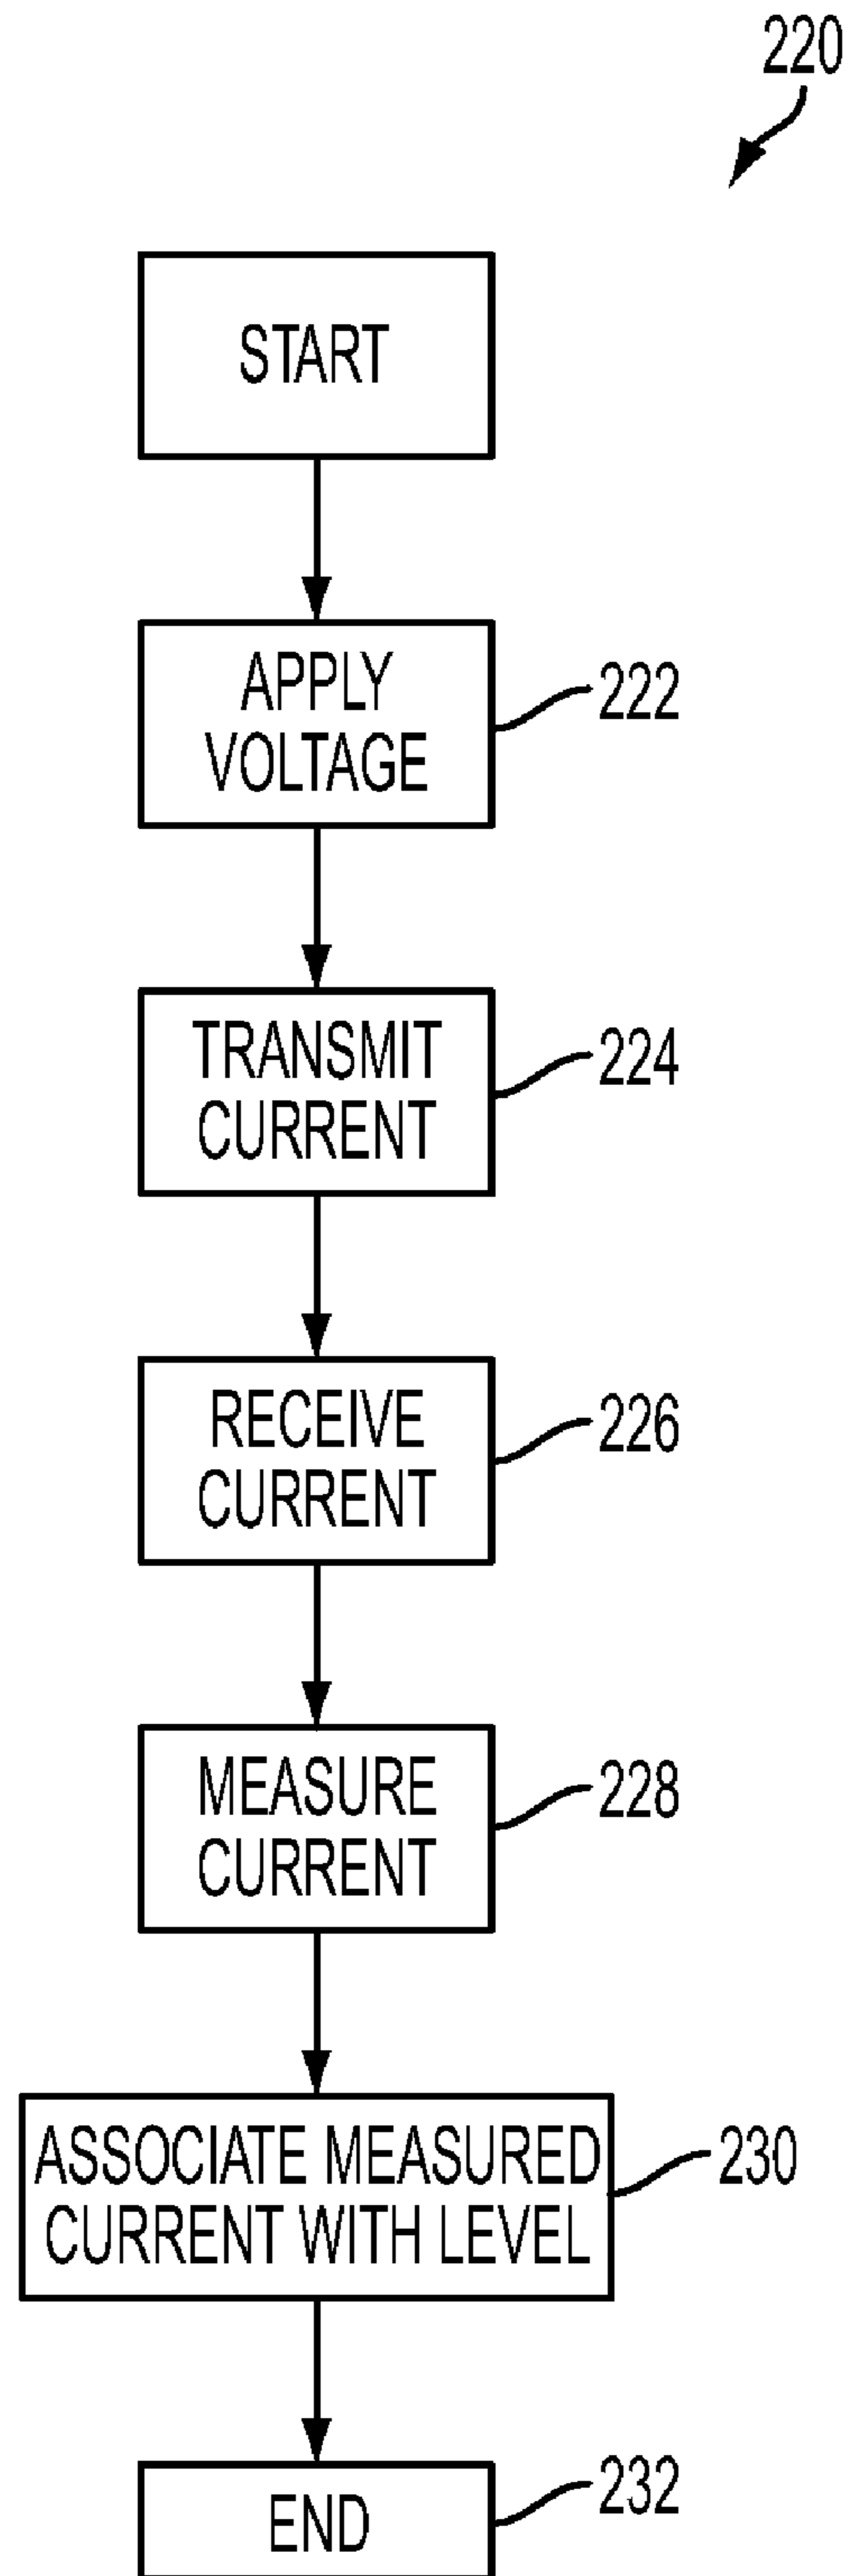 220
START
APPLY
VOLTAGE
222
TRANSMIT
CURRENT
224
RECEIVE
CURRENT
226
MEASURE
CURRENT
228
ASSOCIATE MEASURED
CURRENT WITH LEVEL
230
END
232